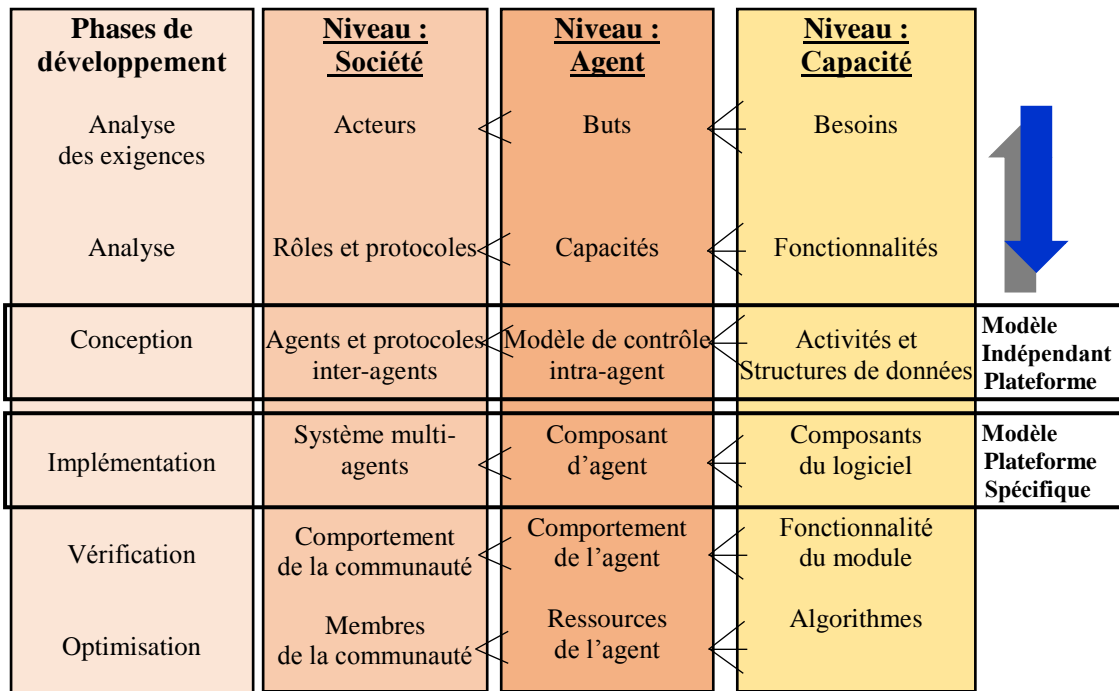 Phases de
développement
Niveau :
Société
Niveau :
Agent
Niveau :
Capacité
Analyse
des exigences
Acteurs
Buts
Besoins
Analyse
Rôles et protocoles
Capacités
Fonctionnalités
Conception
Agents et protocoles
inter-agents
Modèle de contrôle
intra-agent
Activités et
Structures de données
Modèle
Indépendant
Plateforme
Implémentation
Système multi-
agents
Composant
d’agent
Composants
du logiciel
Modèle
Plateforme
Spécifique
Vérification
Comportement
de la communauté
Comportement
de l’agent
Fonctionnalité
du module
Optimisation
Membres
de la communauté
Ressources
de l’agent
Algorithmes